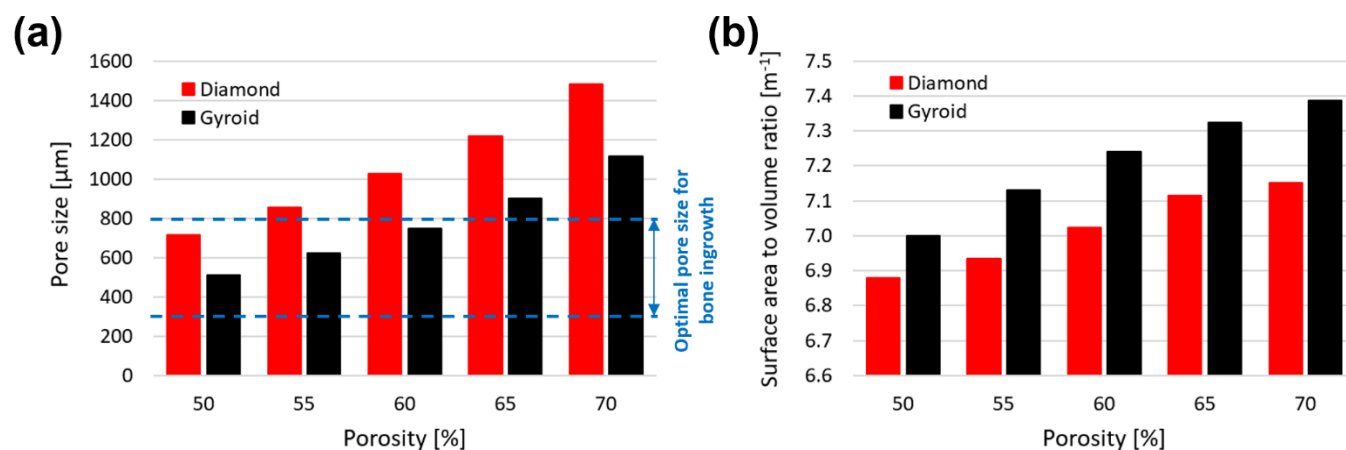 (a)
Pore size [µm]
1600
1400
1200
1000
800
600
400
200
0
Diamond
Gyroid
50
55
60
65
70
Porosity [%]
Optimal pore size for
bone ingrowth
(b)
Surface area to volume ratio [m⁻¹]
7.5
7.4
7.3
7.2
7.1
7.0
6.9
6.8
6.7
6.6
Diamond
Gyroid
50
55
60
65
70
Porosity [%]